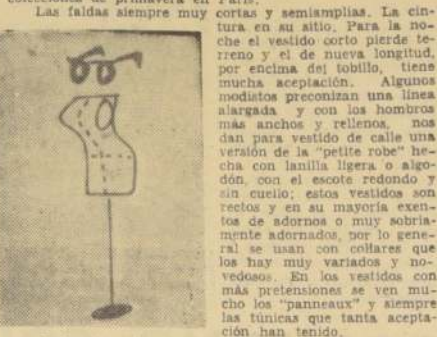 colecciones de primavera en París.
Las faldas siempre muy cortas y semiamplias. La cin-
tura en su sitio. Para la no-
che el vestido corto pierde te-
rreno y el de nueva longitud,
por encima del tobillo, tiene
mucha aceptación. Algunos
modistos preconizan una línea
alargada y con los hombros
más anchos y rellenos, nos
dan para vestido de calle una
versión de la "petite robe" he-
cha con lanilla ligera o algo-
dón, con el escote redondo y
sin cuello; estos vestidos son
rectos y en su mayoría exen-
tos de adornos o muy sobria-
mente adornados, por lo gene-
ral se usan con collares que
los hay muy variados y no-
vedosos. En los vestidos con
más pretensiones se ven mu-
cho los "panneaux" y siempre
las túnicas que tanta acepta-
ción han tenido.